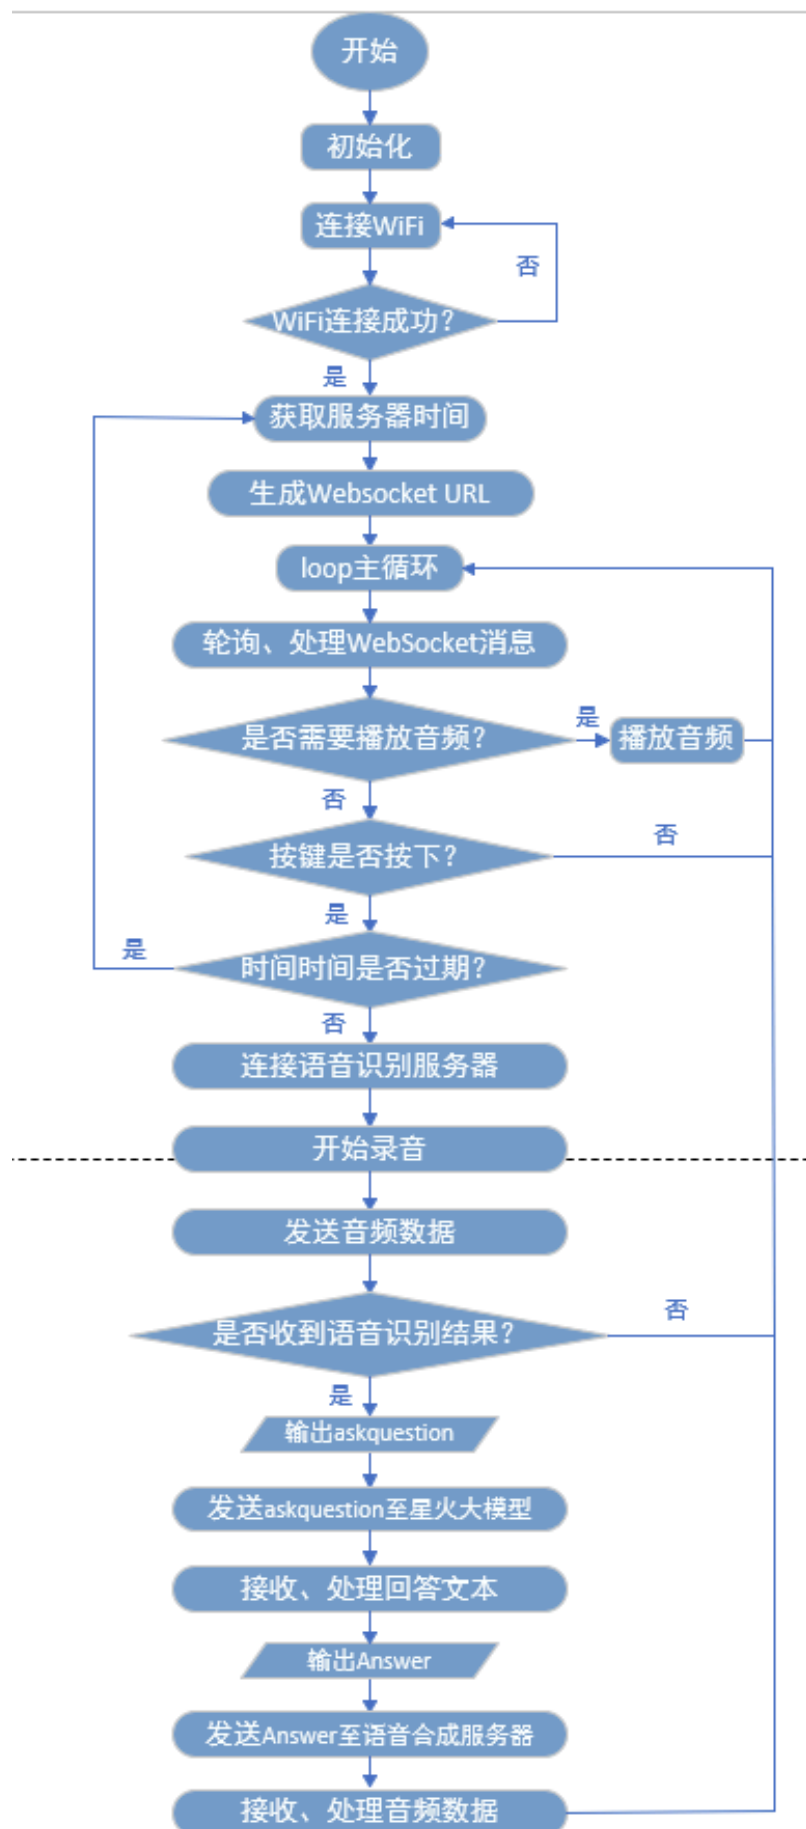 开始
初始化
连接WiFi
否
WiFi连接成功？
是
获取服务器时间
生成Websocket URL
loop主循环
轮询、处理WebSocket消息
是否需要播放音频？
是
播放音频
否
按键是否按下？
否
是
时间时间是否过期？
是
否
连接语音识别服务器
开始录音
发送音频数据
是否收到语音识别结果？
否
是
输出askquestion
发送askquestion至星火大模型
接收、处理回答文本
输出Answer
发送Answer至语音合成服务器
接收、处理音频数据